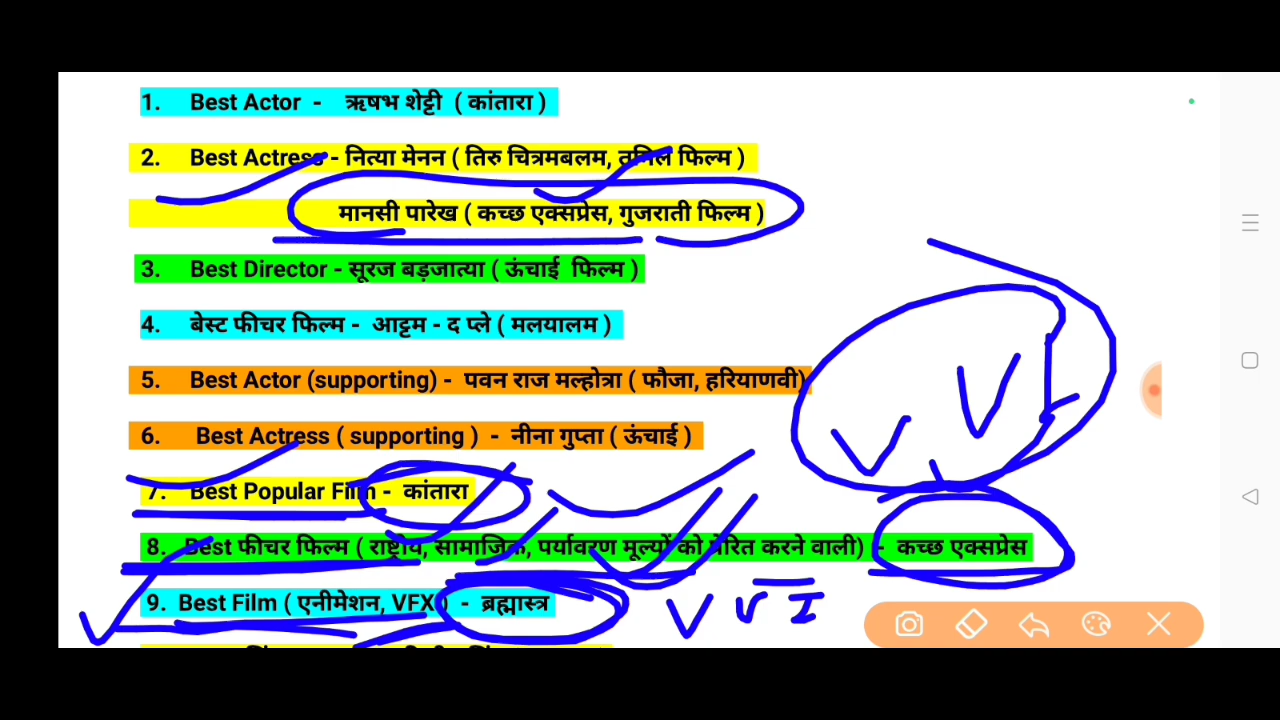 1. Best Actor - ऋषभ शेट्टी ( कांतारा )
2. Best Actress - नित्या मेनन ( तिरु चित्रमबलम, तमिल फिल्म )
मानसी पारेख ( कच्छ एक्सप्रेस, गुजराती फिल्म )
3. Best Director - सूरज बड़जात्या ( ऊंचाई फिल्म )
4. बेस्ट फीचर फिल्म - आट्टम - द प्ले ( मलयालम )
5. Best Actor (supporting) - पवन राज मल्होत्रा ( फौजा, हरियाणवी)
6. Best Actress ( supporting ) - नीना गुप्ता ( ऊंचाई )
7. Best Popular Film - कांतारा
8. Best फीचर फिल्म ( राष्ट्रीय, सामाजिक, पर्यावरण मूल्यों को प्रेरित करने वाली) - कच्छ एक्सप्रेस
9. Best Film ( एनीमेशन, VFX ) - ब्रह्मास्त्र
V V I
V V I